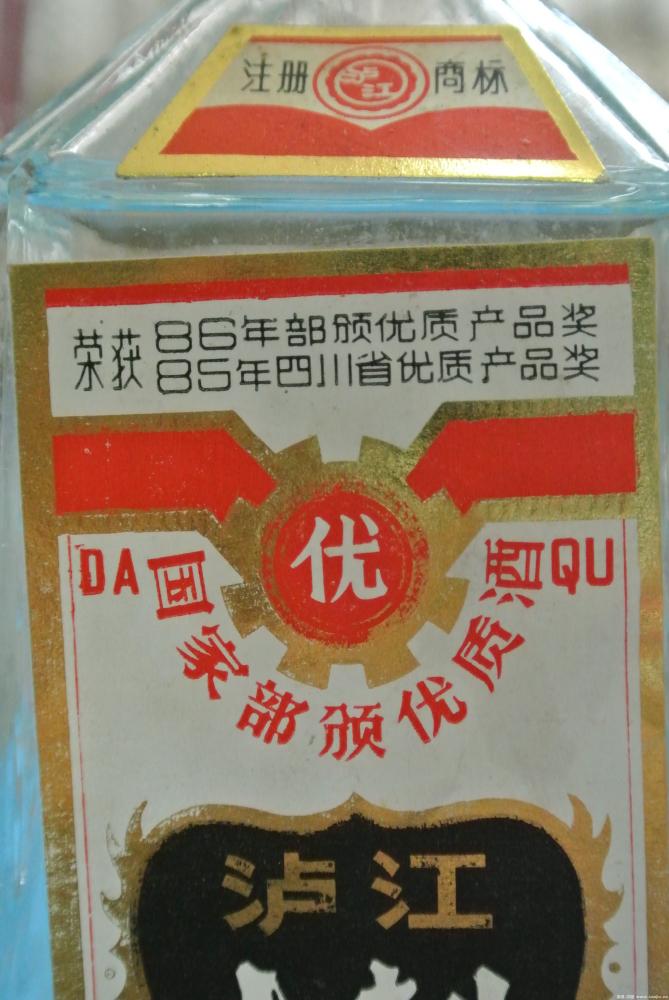 注册 泸江 商标
荣获 86年部颁优质产品奖
85年四川省优质产品奖
优
DA 国家部颁优质酒 QU
泸江